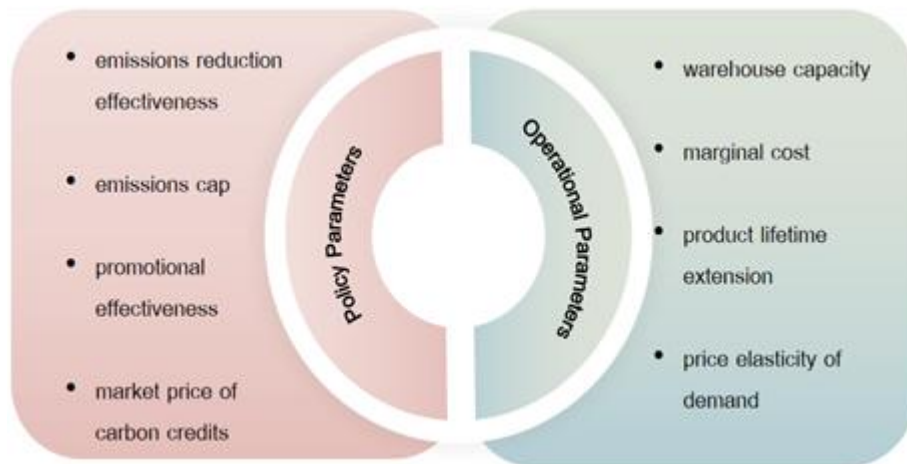 • emissions reduction
effectiveness
• emissions cap
• promotional
effectiveness
• market price of
carbon credits
Policy Parameters
Operational Parameters
• warehouse capacity
• marginal cost
• product lifetime
extension
• price elasticity of
demand